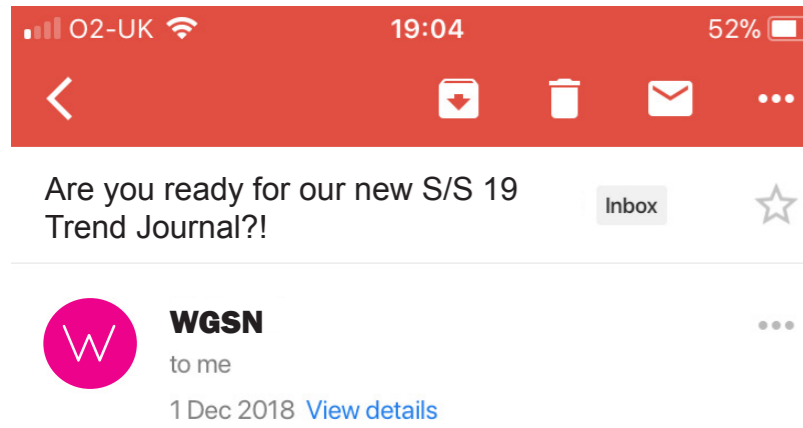 O2-UK 19:04 52%
Are you ready for our new S/S 19 Inbox
Trend Journal?!
W WGSN
to me
1 Dec 2018 View details